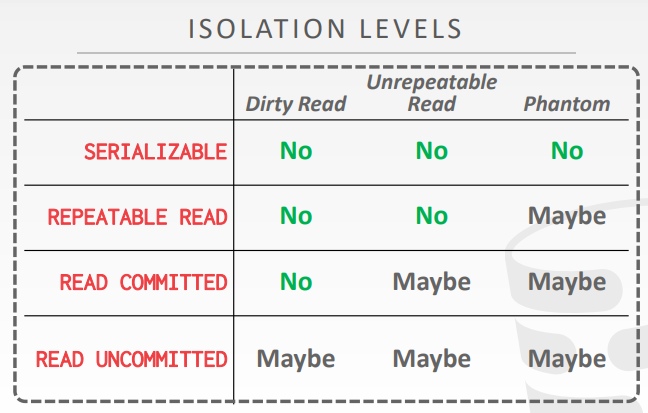 ISOLATION LEVELS
Unrepeatable
Dirty Read Read Phantom
SERIALIZABLE No No No
REPEATABLE READ No No Maybe
READ COMMITTED No Maybe Maybe
READ UNCOMMITTED Maybe Maybe Maybe